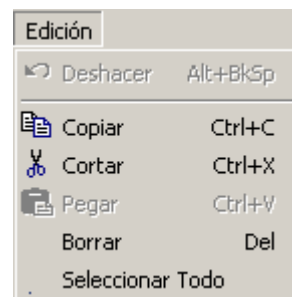 Edición
Deshacer Alt+BkSp
Copiar Ctrl+C
Cortar Ctrl+X
Pegar Ctrl+V
Borrar Del
Seleccionar Todo